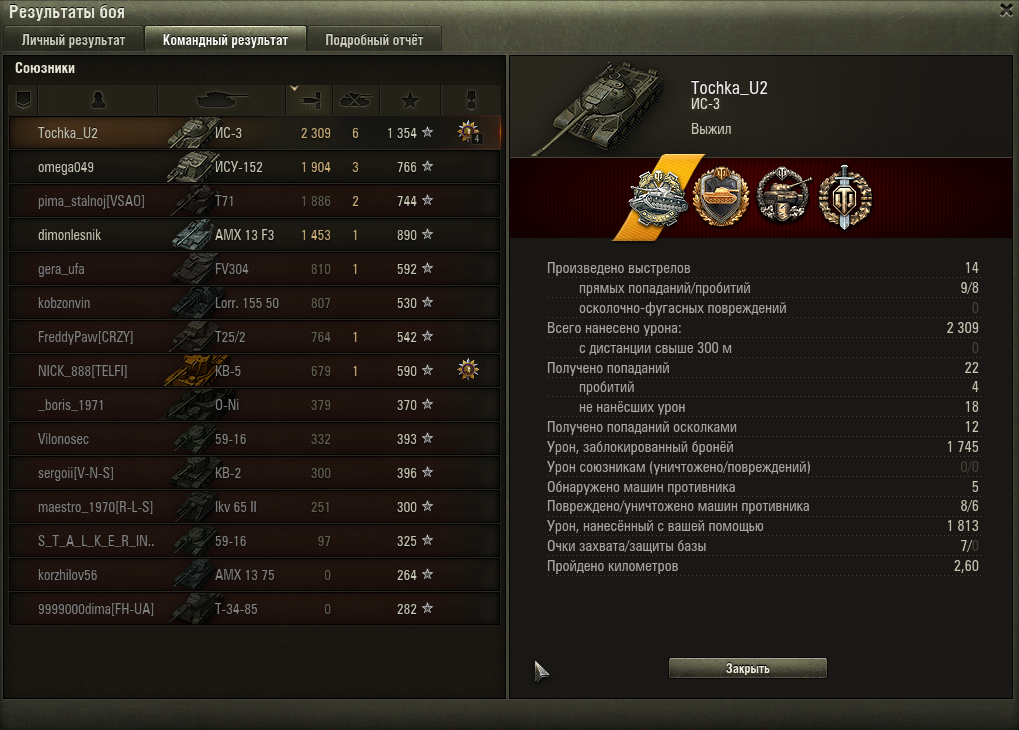 Результаты боя
Личный результат Командный результат Подробный отчёт
Союзники
Tochka_U2 ИС-3 2 309 6 1 354 4
omega049 ИСУ-152 1 904 3 766
pima_stalnoj[VSAO] T71 1 886 2 744
dimonlesnik AMX 13 F3 1 453 1 890
gera_ufa FV304 810 1 592
kobzonvin Lorr. 155 50 807 530
FreddyPaw[CRZY] T25/2 764 1 542
NICK_888[TELFI] КВ-5 679 1 590
_boris_1971 O-Ni 379 370
Vilonosec 59-16 332 393
sergoii[V-N-S] КВ-2 300 396
maestro_1970[R-L-S] Ikv 65 II 251 300
S_T_A_L_K_E_R_IN.. 59-16 97 325
korzhilov56 AMX 13 75 0 264
9999000dima[FH-UA] Т-34-85 0 282
Tochka_U2
ИС-3
Выжил
Произведено выстрелов 14
прямых попаданий/пробитий 9/8
осколочно-фугасных повреждений 0
Всего нанесено урона: 2 309
с дистанции свыше 300 м 0
Получено попаданий 22
пробитий 4
не нанёсших урон 18
Получено попаданий осколками 12
Урон, заблокированный бронёй 1 745
Урон союзникам (уничтожено/повреждений) 0/0
Обнаружено машин противника 5
Повреждено/уничтожено машин противника 8/6
Урон, нанесённый с вашей помощью 1 813
Очки захвата/защиты базы 7/0
Пройдено километров 2,60
Закрыть